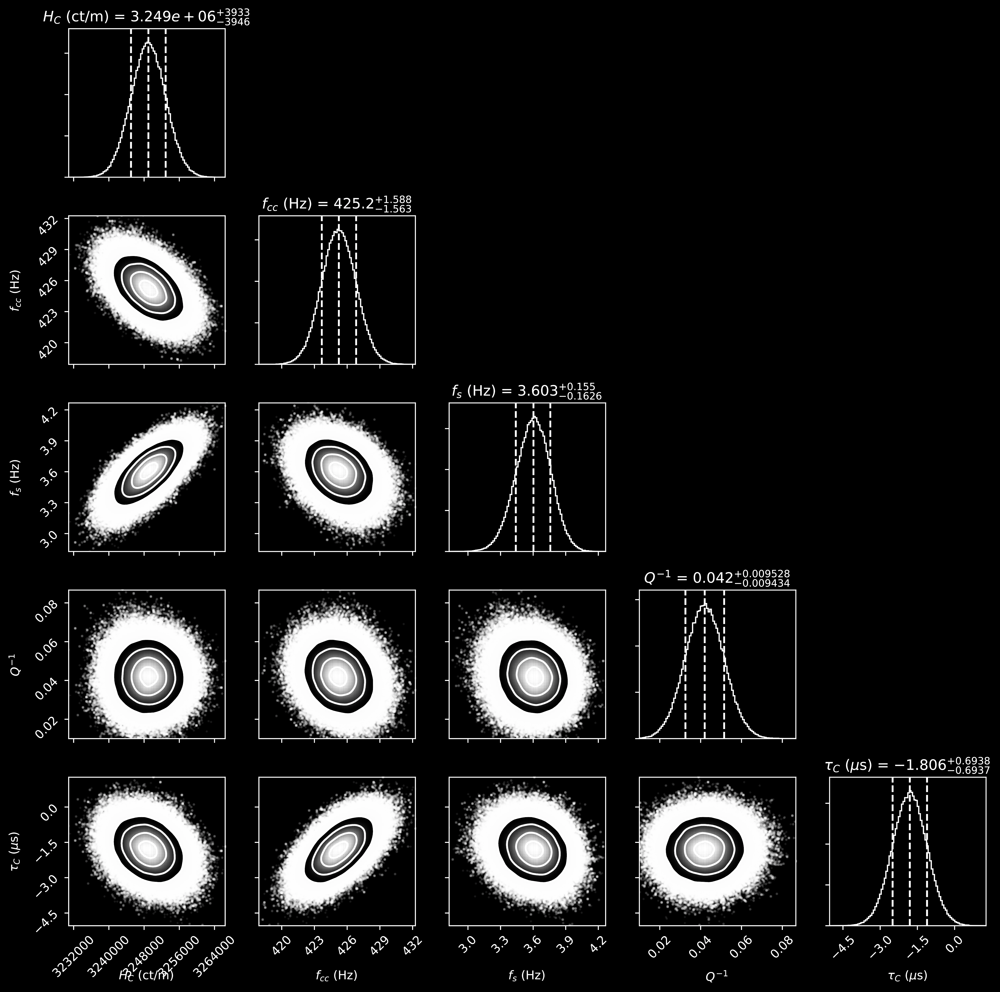 H_C (ct/m) = 3.249e + 06^{+3933}_{−3946}
f_{cc} (Hz) = 425.2^{+1.588}_{−1.563}
432
429
426
423
420
f_{cc} (Hz)
f_s (Hz) = 3.603^{+0.155}_{−0.1626}
4.2
3.9
3.6
3.3
3.0
f_s (Hz)
Q^{−1} = 0.042^{+0.009528}_{−0.009434}
0.08
0.06
0.04
0.02
Q^{−1}
τ_C (μs) = −1.806^{+0.6938}_{−0.6937}
0.0
−1.5
−3.0
−4.5
τ_C (μs)
3232000 3240000 3248000 3256000 3264000
420 423 426 429 432
3.0 3.3 3.6 3.9 4.2
0.02 0.04 0.06 0.08
−4.5 −3.0 −1.5 0.0
H_C (ct/m)
f_{cc} (Hz)
f_s (Hz)
Q^{−1}
τ_C (μs)